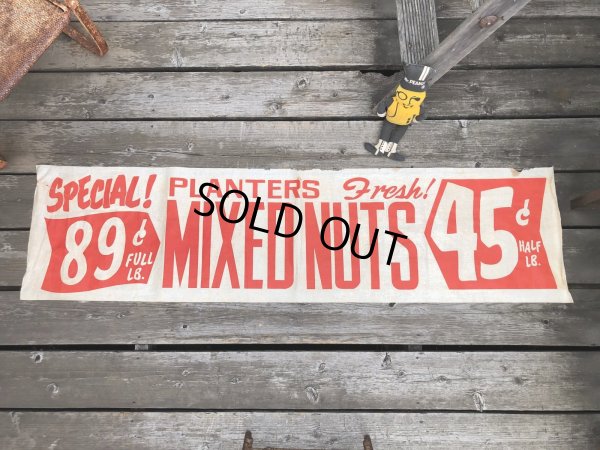 SPECIAL!
89¢
FULL
LB.
PLANTERS Fresh!
MIXED NUTS
45¢
HALF
LB.
SOLD OUT